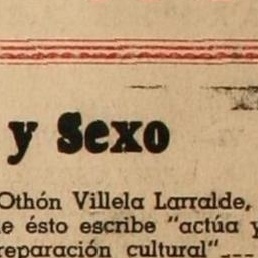 y Sexo
Othón Villela Larralde,
e ésto escribe "actúa y
reparación cultural"---